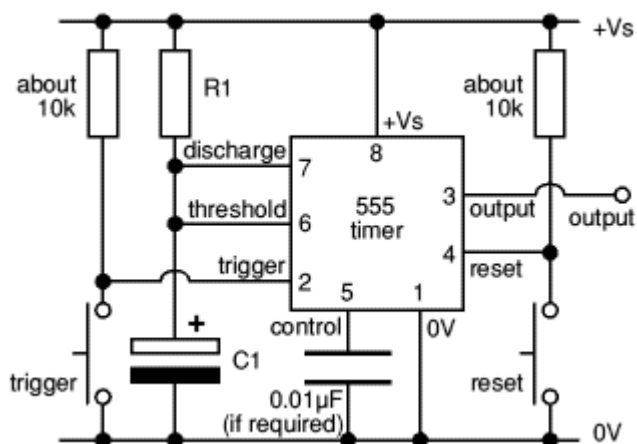 +Vs
about
10k
R1
+Vs
about
10k
discharge
7
8
threshold
6
555
timer
3
output
output
trigger
2
4
reset
5
1
control
0V
+
trigger
C1
0.01µF
(if required)
reset
0V